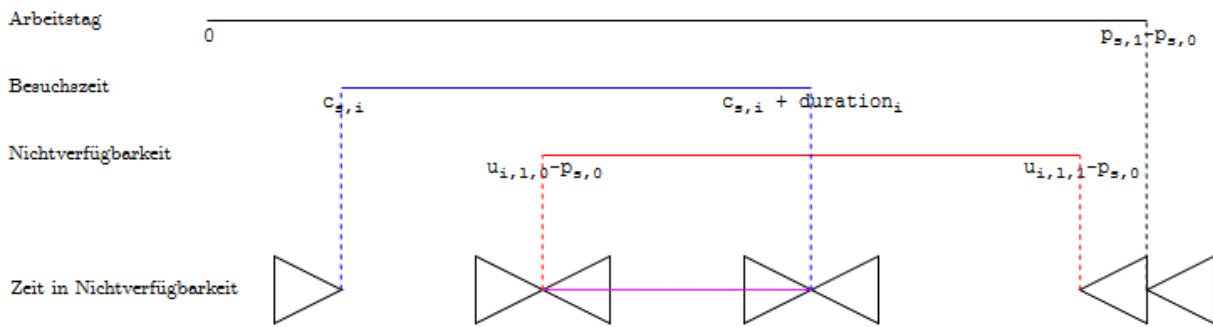 Arbeitstag
0
p_{s,1}-p_{s,0}
Besuchszeit
c_{s,i}
c_{s,i} + duration_i
Nichtverfügbarkeit
u_{i,1,0}-p_{s,0}
u_{i,1,1}-p_{s,0}
Zeit in Nichtverfügbarkeit